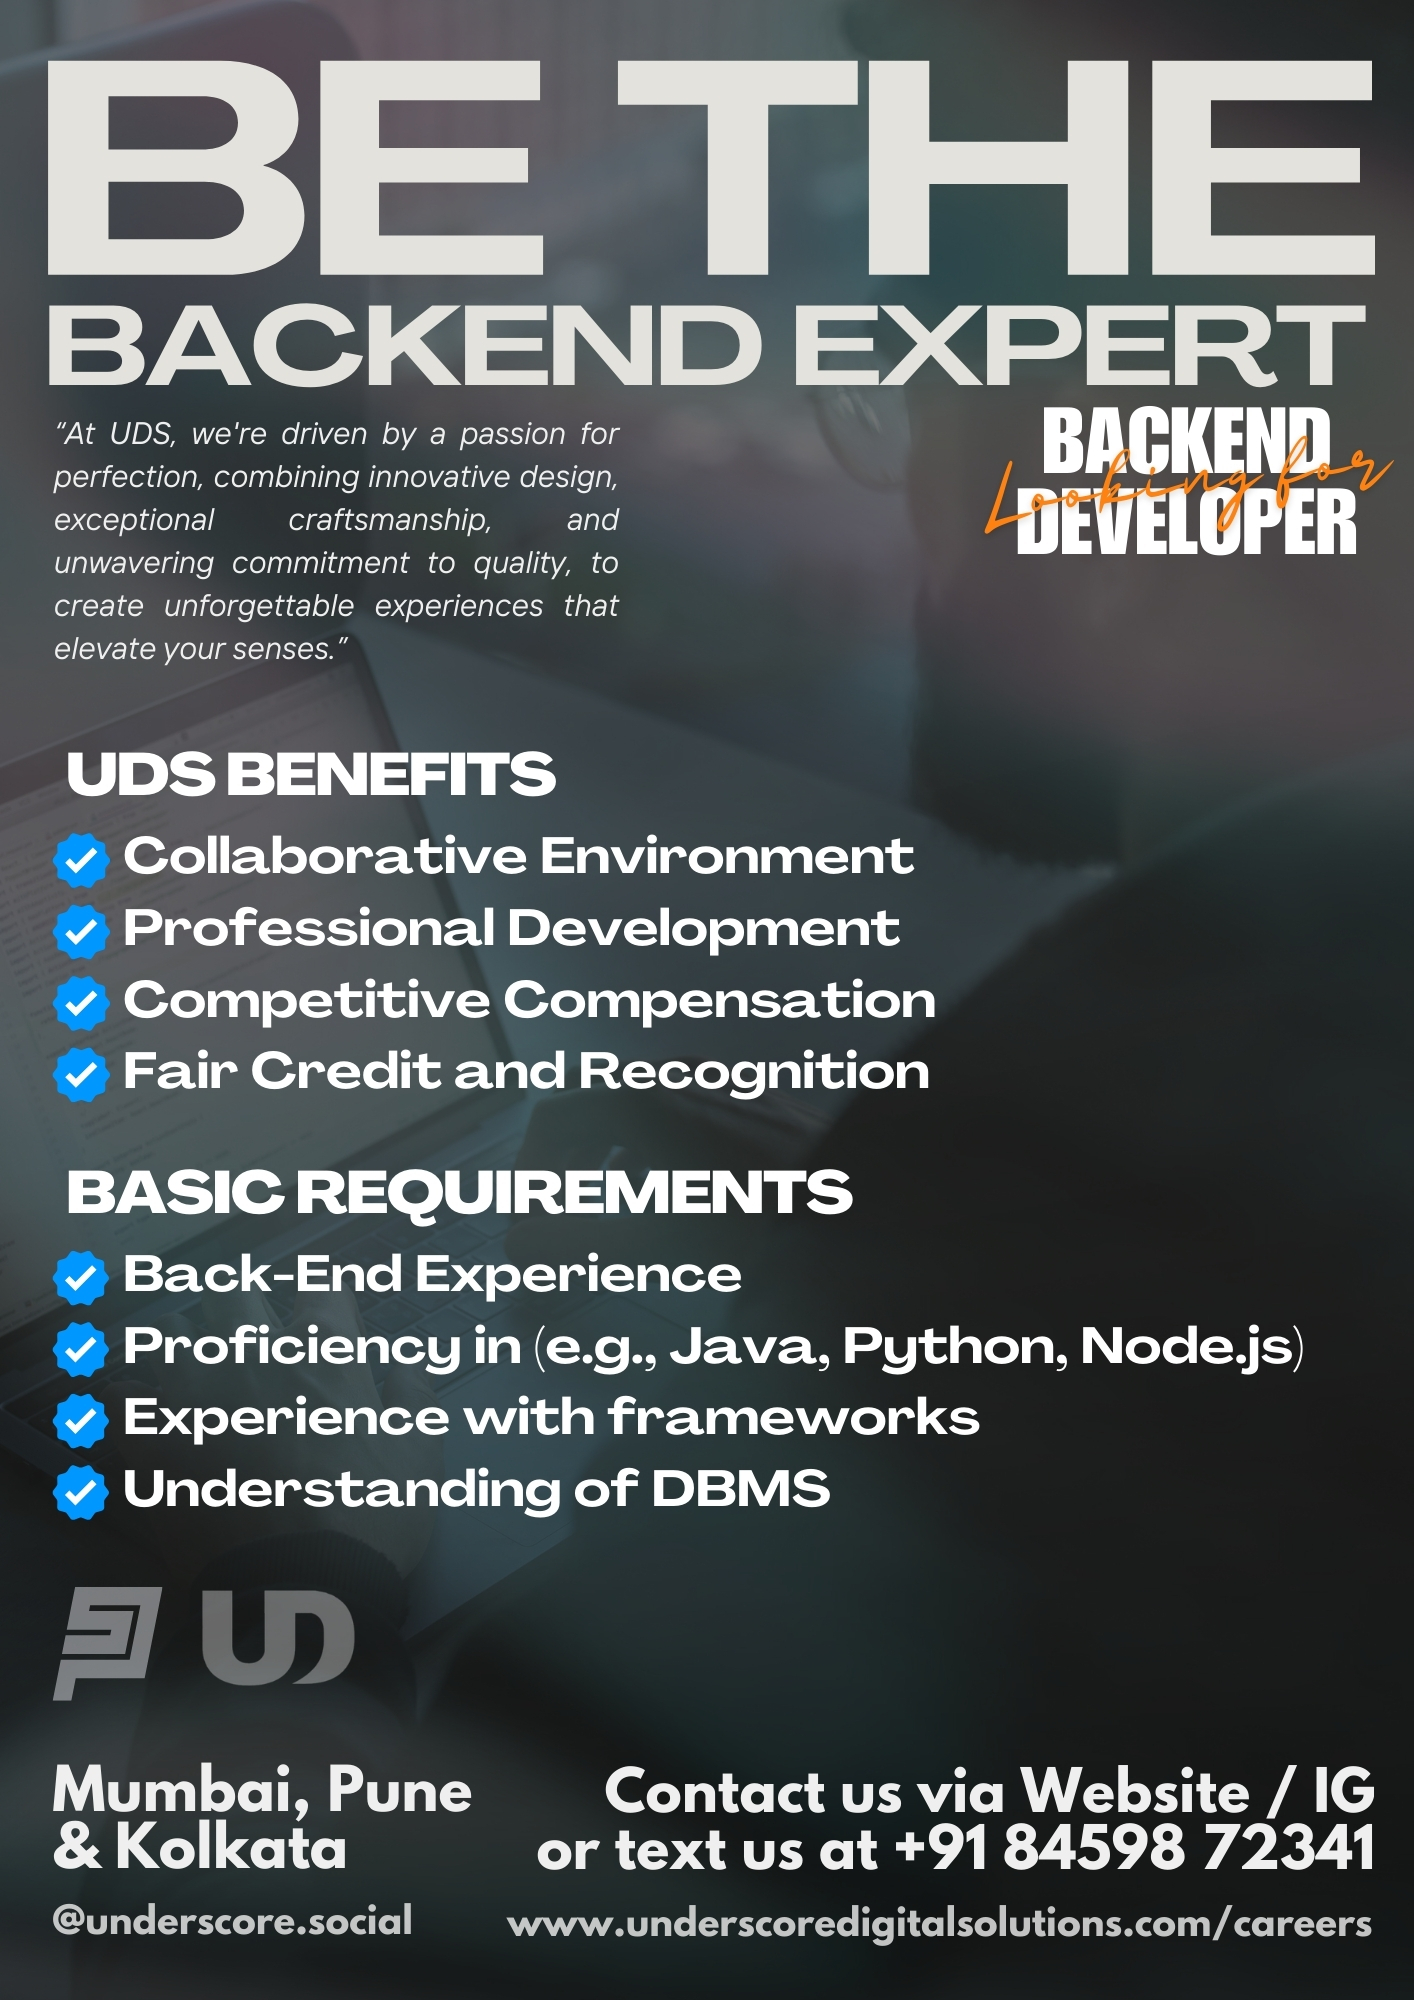 BE THE
BACKEND EXPERT
“At UDS, we're driven by a passion for
perfection, combining innovative design,
exceptional craftsmanship, and
unwavering commitment to quality, to
create unforgettable experiences that
elevate your senses.”
Looking for
BACKEND
DEVELOPER
UDS BENEFITS
Collaborative Environment
Professional Development
Competitive Compensation
Fair Credit and Recognition
BASIC REQUIREMENTS
Back-End Experience
Proficiency in (e.g., Java, Python, Node.js)
Experience with frameworks
Understanding of DBMS
UD
Mumbai, Pune
& Kolkata
@underscore.social
Contact us via Website / IG
or text us at +91 84598 72341
www.underscoredigitalsolutions.com/careers